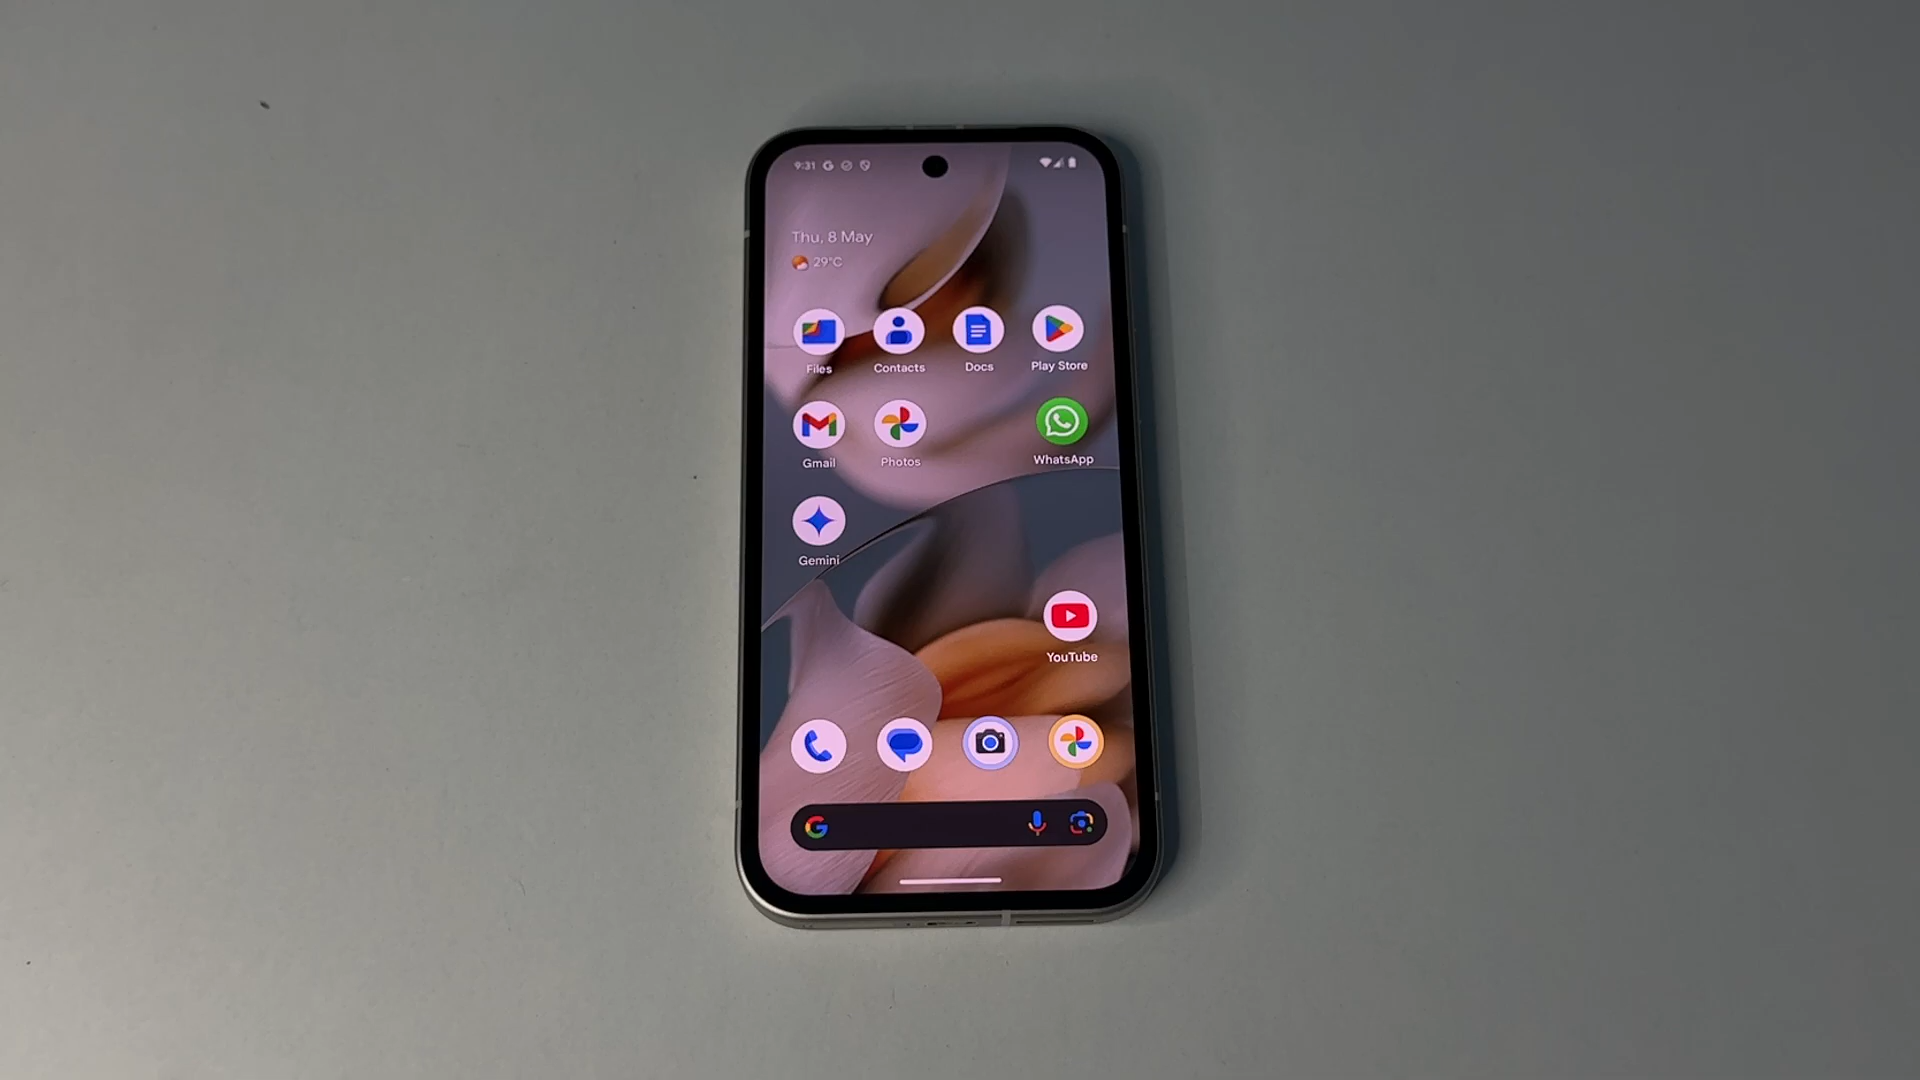 9:31
Thu, 8 May
29°C
Files Contacts Docs Play Store
Gmail Photos WhatsApp
Gemini
YouTube